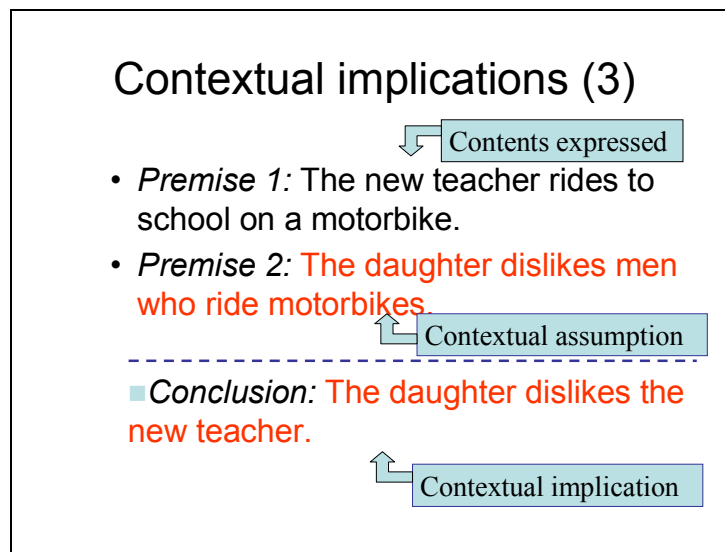 Contextual implications (3)
Contents expressed
• Premise 1: The new teacher rides to
school on a motorbike.
• Premise 2: The daughter dislikes men
who ride motorbikes.
Contextual assumption
Conclusion: The daughter dislikes the
new teacher.
Contextual implication